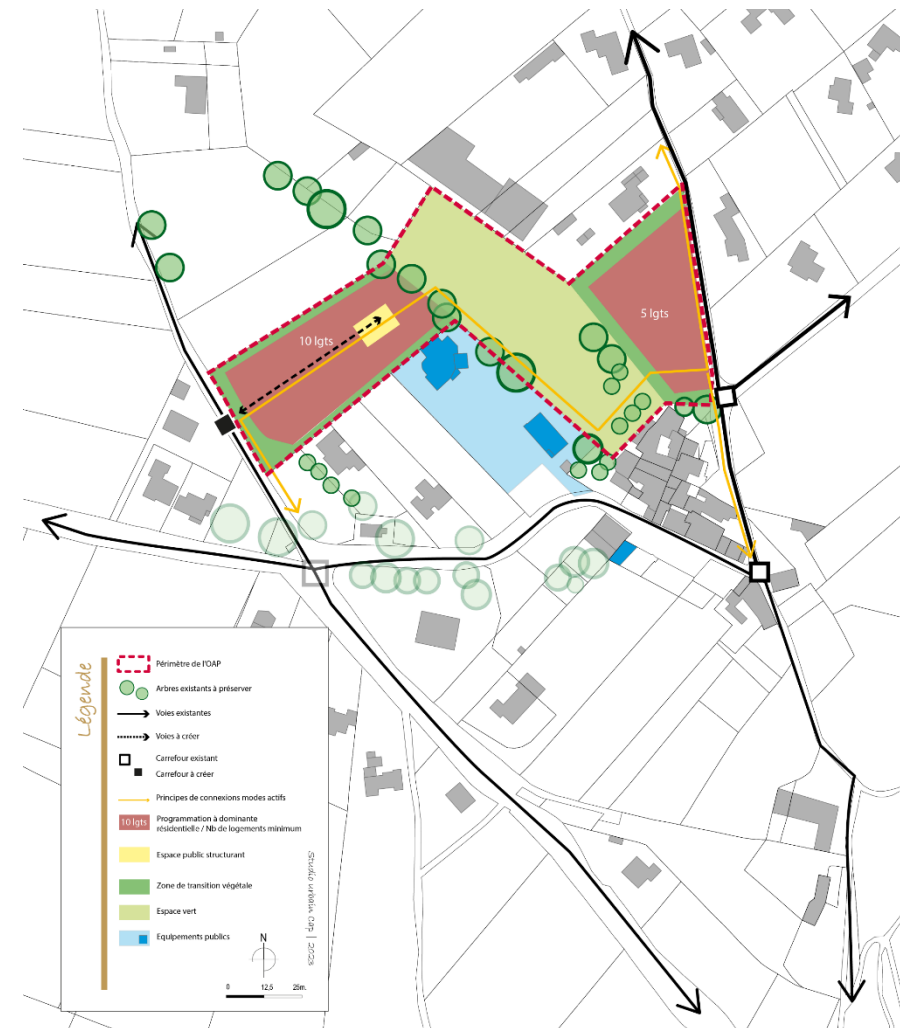 5 lgts
10 lgts
Légende
Périmètre de l'OAP
Arbres existants à préserver
Voies existantes
Voies à créer
Carrefour existant
Carrefour à créer
Principes de connexions modes actifs
10 lgts
Programmation à dominante
résidentielle / Nb de logements minimum
Espace public structurant
Zone de transition végétale
Espace vert
Equipements publics
Studio urbain Cap | 2023
N
0 12,5 25m.